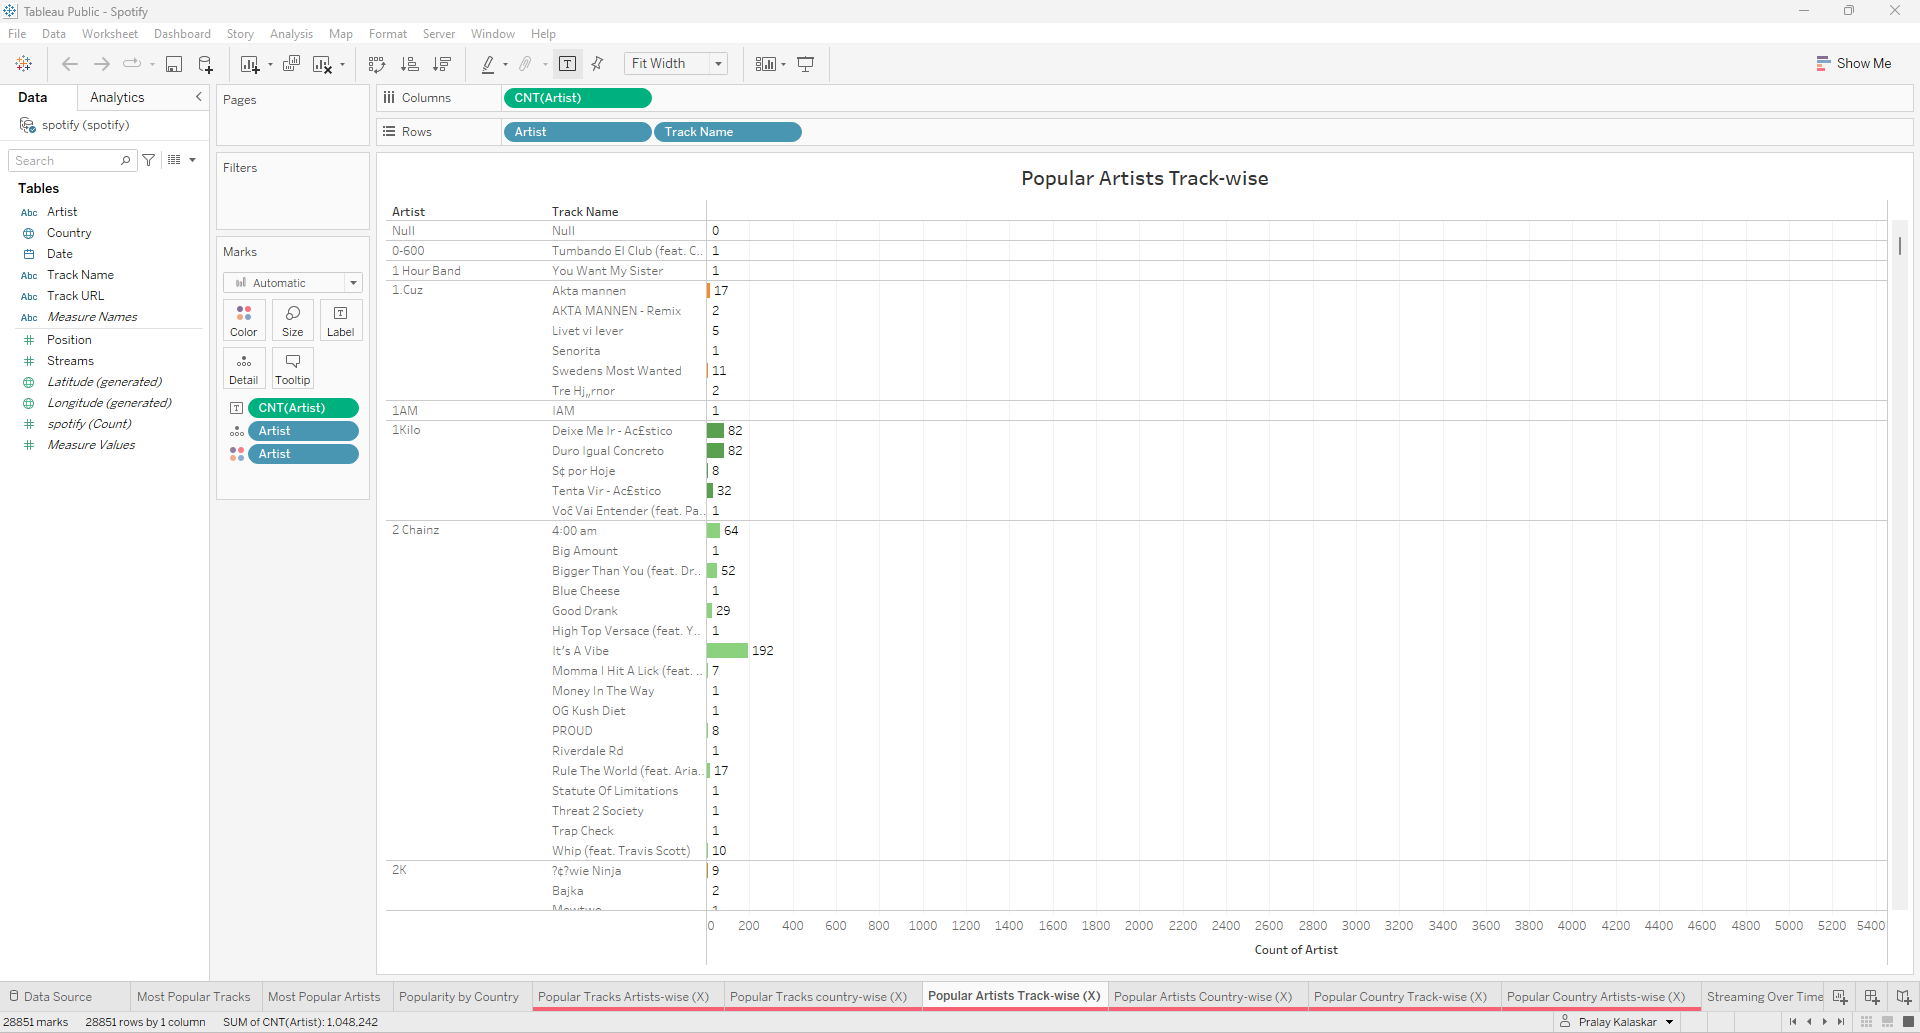 Tableau Public - Spotify
File Data Worksheet Dashboard Story Analysis Map Format Server Window Help
Fit Width
Show Me
Data Analytics
spotify (spotify)
Search
Tables
Abc Artist
Country
Date
Abc Track Name
Abc Track URL
Abc Measure Names
Position
Streams
Latitude (generated)
Longitude (generated)
spotify (Count)
Measure Values
Pages
Filters
Marks
Automatic
Color Size Label
Detail Tooltip
CNT(Artist)
Artist
Artist
Columns CNT(Artist)
Rows Artist Track Name
Popular Artists Track-wise
Artist Track Name
Null Null 0
0-600 Tumbando El Club (feat. C.. 1
1 Hour Band You Want My Sister 1
1.Cuz Akta mannen 17
AKTA MANNEN - Remix 2
Livet vi lever 5
Senorita 1
Swedens Most Wanted 11
Tre Hj„rnor 2
1AM IAM 1
1Kilo Deixe Me Ir - Ac£stico 82
Duro Igual Concreto 82
S¢ por Hoje 8
Tenta Vir - Ac£stico 32
Voĉ Vai Entender (feat. Pa.. 1
2 Chainz 4:00 am 64
Big Amount 1
Bigger Than You (feat. Dr.. 52
Blue Cheese 1
Good Drank 29
High Top Versace (feat. Y.. 1
It's A Vibe 192
Momma I Hit A Lick (feat. .. 7
Money In The Way 1
OG Kush Diet 1
PROUD 8
Riverdale Rd 1
Rule The World (feat. Aria.. 17
Statute Of Limitations 1
Threat 2 Society 1
Trap Check 1
Whip (feat. Travis Scott) 10
2K ?¢?wie Ninja 9
Bajka 2
0 200 400 600 800 1000 1200 1400 1600 1800 2000 2200 2400 2600 2800 3000 3200 3400 3600 3800 4000 4200 4400 4600 4800 5000 5200 5400
Count of Artist
Data Source Most Popular Tracks Most Popular Artists Popularity by Country Popular Tracks Artists-wise (X) Popular Tracks country-wise (X) Popular Artists Track-wise (X) Popular Artists Country-wise (X) Popular Country Track-wise (X) Popular Country Artists-wise (X) Streaming Over Time
28851 marks 28851 rows by 1 column SUM of CNT(Artist): 1,048,242 Pralay Kalaskar